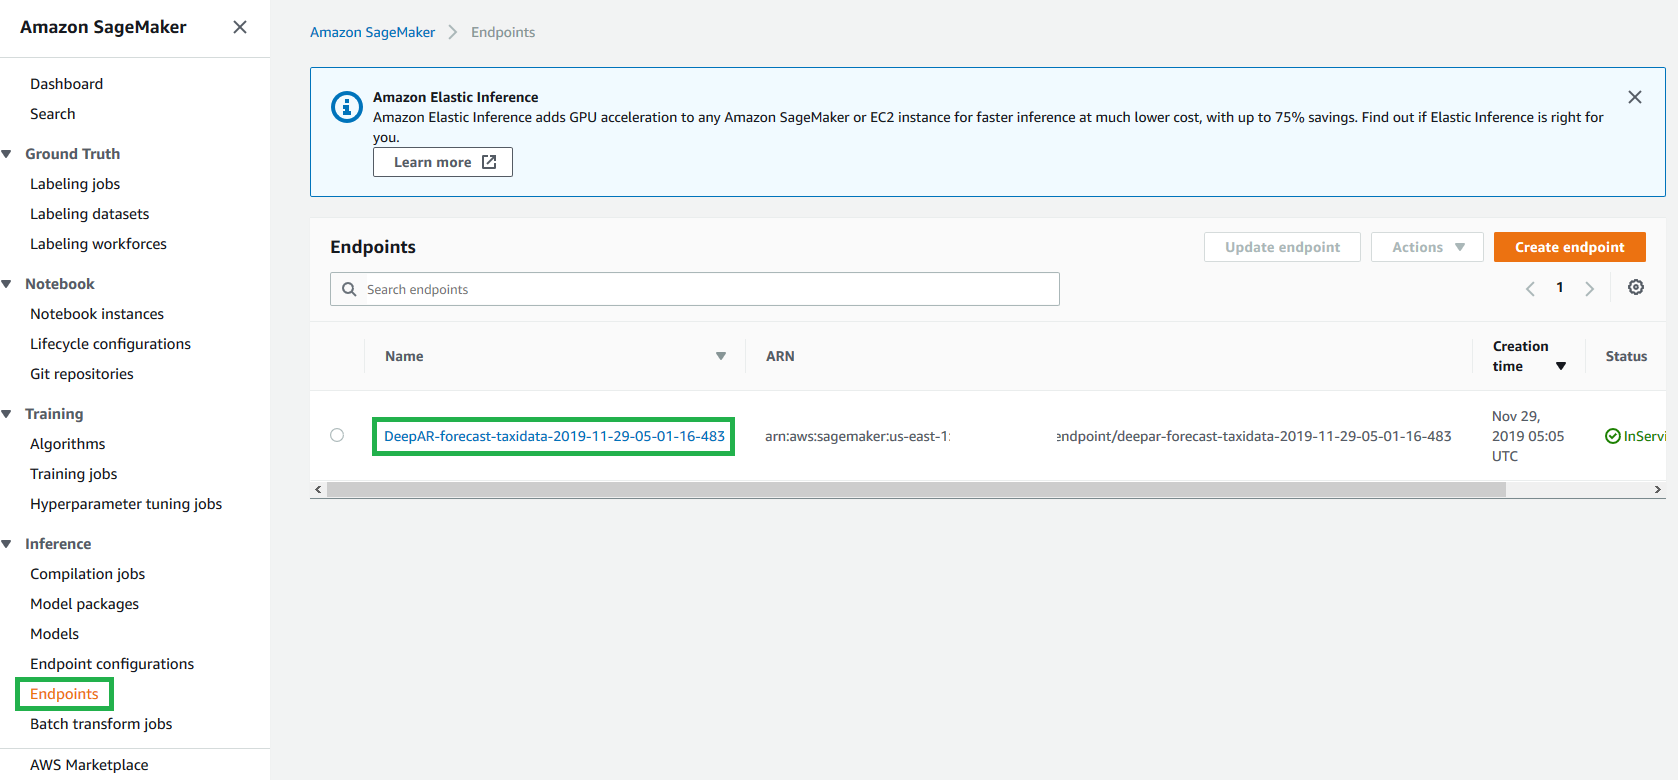 Amazon SageMaker
Dashboard
Search
Ground Truth
Labeling jobs
Labeling datasets
Labeling workforces
Notebook
Notebook instances
Lifecycle configurations
Git repositories
Training
Algorithms
Training jobs
Hyperparameter tuning jobs
Inference
Compilation jobs
Model packages
Models
Endpoint configurations
Endpoints
Batch transform jobs
AWS Marketplace
Amazon SageMaker > Endpoints
Amazon Elastic Inference
Amazon Elastic Inference adds GPU acceleration to any Amazon SageMaker or EC2 instance for faster inference at much lower cost, with up to 75% savings. Find out if Elastic Inference is right for
you.
Learn more
Endpoints
Update endpoint
Actions
Create endpoint
Search endpoints
1
Name
ARN
Creation
time
Status
DeepAR-forecast-taxidata-2019-11-29-05-01-16-483
arn:aws:sagemaker:us-east-1:
endpoint/deepar-forecast-taxidata-2019-11-29-05-01-16-483
Nov 29,
2019 05:05
UTC
InServi